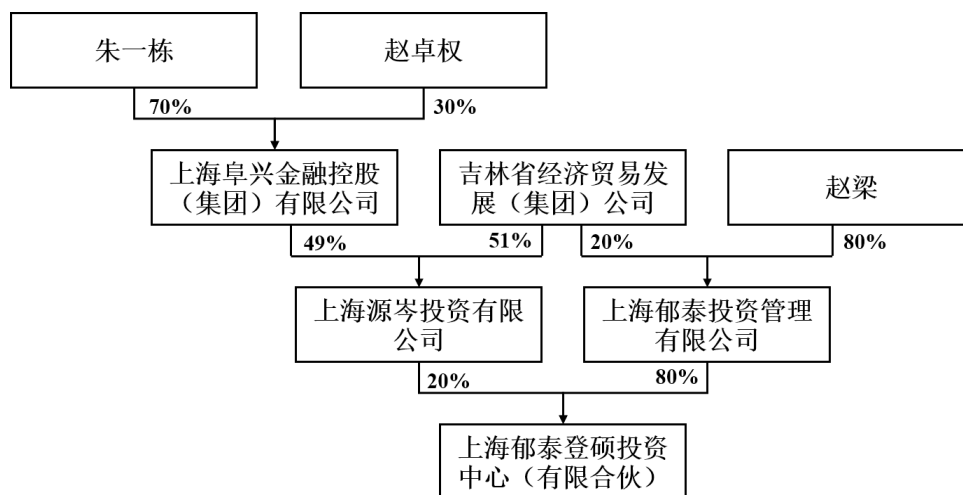 朱一栋
赵卓权
70%
30%
上海阜兴金融控股
（集团）有限公司
吉林省经济贸易发
展（集团）公司
赵梁
49%
51%
20%
80%
上海源岑投资有限
公司
上海郁泰投资管理
有限公司
20%
80%
上海郁泰登硕投资
中心（有限合伙）